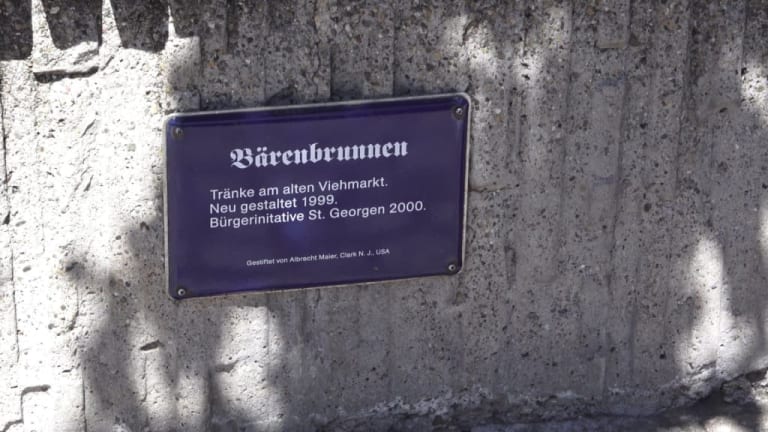 Bärenbrunnen
Tränke am alten Viehmarkt.
Neu gestaltet 1999.
Bürgerinitative St. Georgen 2000.
Gestiftet von Albrecht Maier, Clark N. J., USA